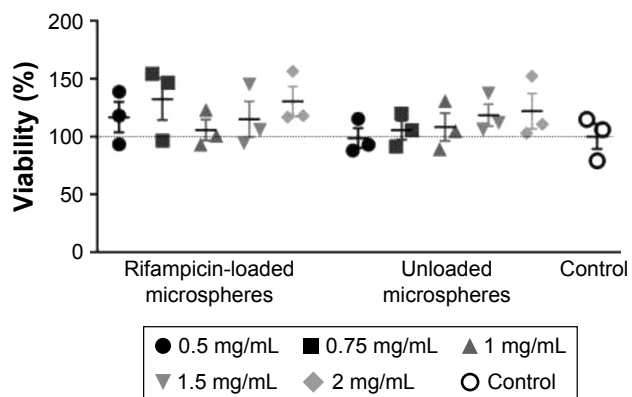 Viability (%)
200
150
100
50
0
Rifampicin-loaded
microspheres
Unloaded
microspheres
Control
0.5 mg/mL 0.75 mg/mL 1 mg/mL
1.5 mg/mL 2 mg/mL Control